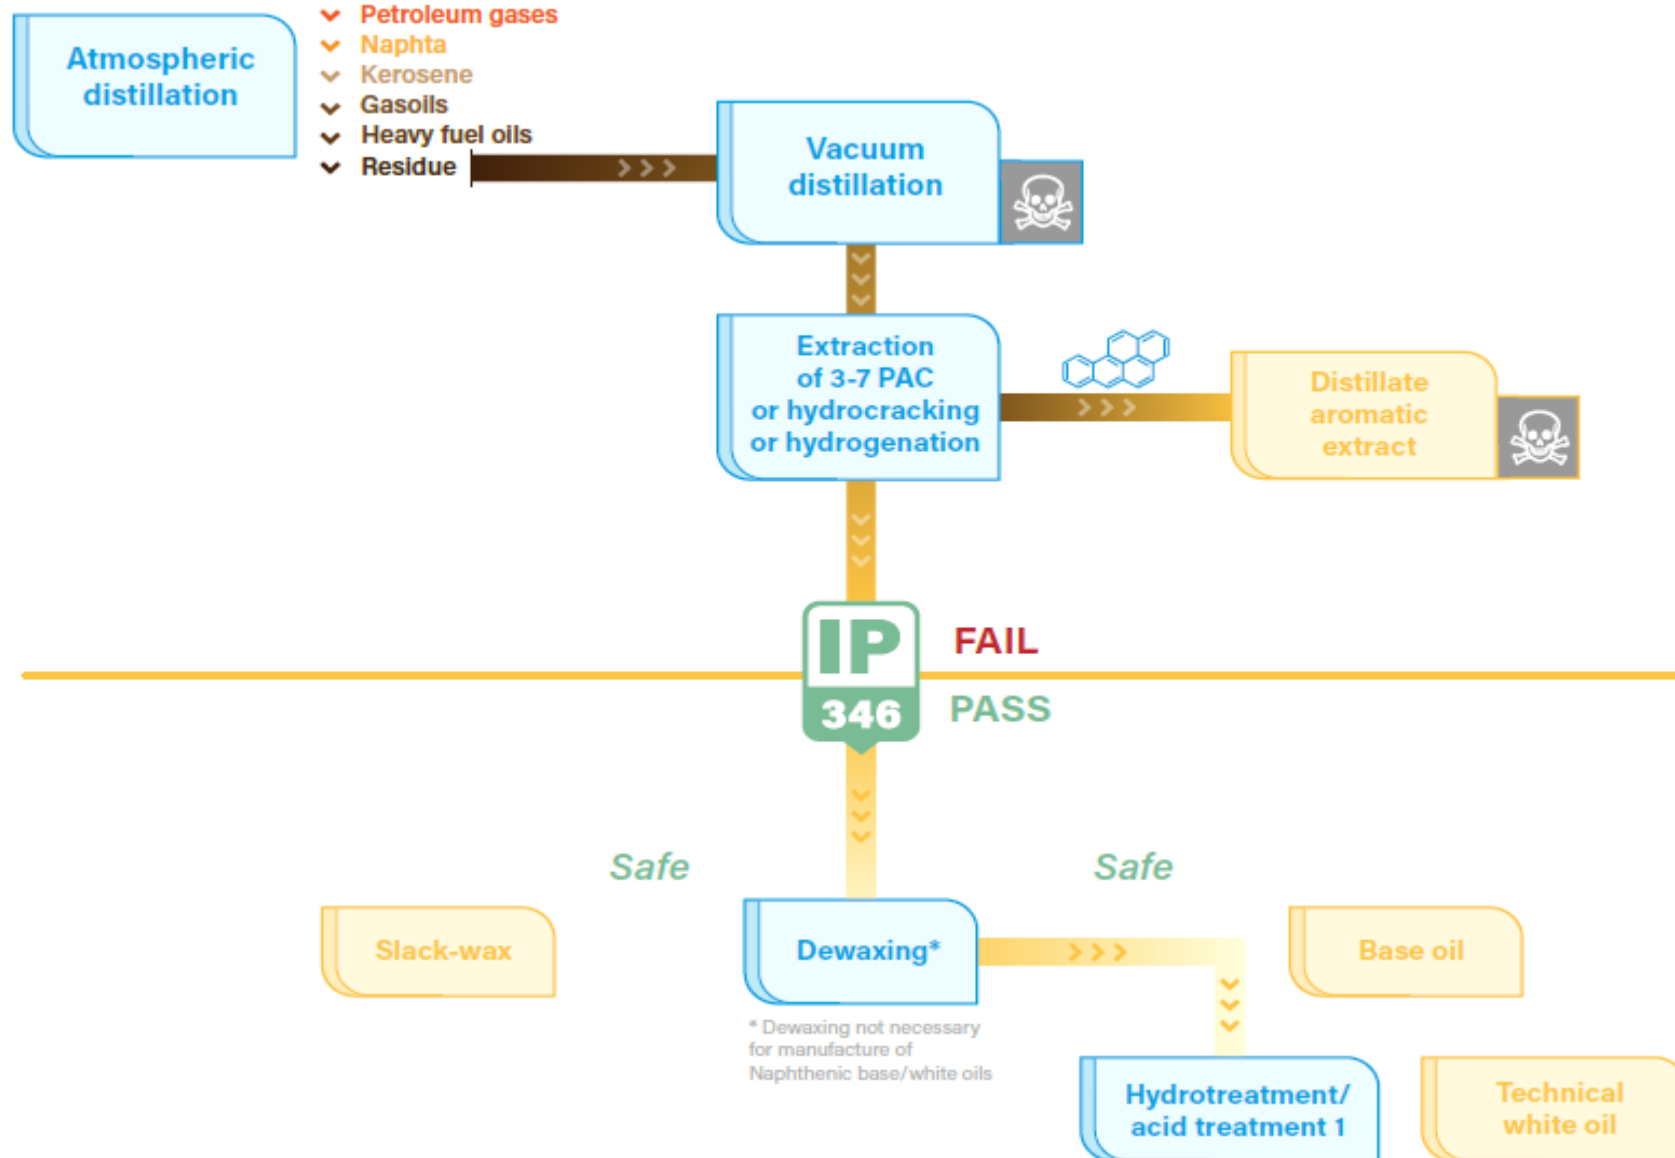 Atmospheric
distillation
Petroleum gases
Naphta
Kerosene
Gasoils
Heavy fuel oils
Residue
Vacuum
distillation
Extraction
of 3-7 PAC
or hydrocracking
or hydrogenation
Distillate
aromatic
extract
IP
346
FAIL
PASS
Safe
Safe
Slack-wax
Dewaxing*
Base oil
* Dewaxing not necessary
for manufacture of
Naphthenic base/white oils
Hydrotreatment/
acid treatment 1
Technical
white oil